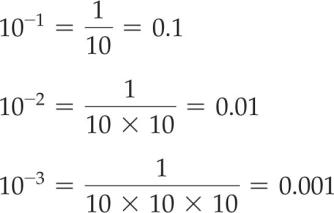 10⁻¹ = 1/10 = 0.1
10⁻² = 1/(10 × 10) = 0.01
10⁻³ = 1/(10 × 10 × 10) = 0.001